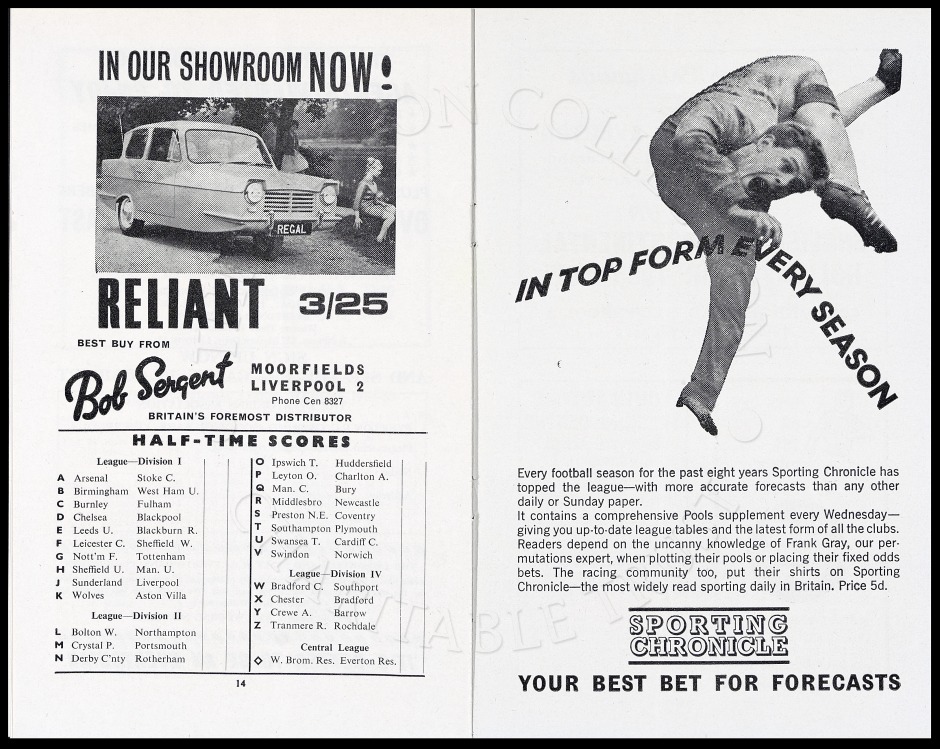 IN OUR SHOWROOM NOW!
REGAL
RELIANT 3/25
BEST BUY FROM
Bob Sergent
MOORFIELDS
LIVERPOOL 2
Phone Cen 8327
BRITAIN'S FOREMOST DISTRIBUTOR
HALF-TIME SCORES
League—Division I
A Arsenal Stoke C.
B Birmingham West Ham U.
C Burnley Fulham
D Chelsea Blackpool
E Leeds U. Blackburn R.
F Leicester C. Sheffield W.
G Nott'm F. Tottenham
H Sheffield U. Man. U.
J Sunderland Liverpool
K Wolves Aston Villa
League—Division II
L Bolton W. Northampton
M Crystal P. Portsmouth
N Derby C'nty Rotherham
O Ipswich T. Huddersfield
P Leyton O. Charlton A.
Q Man. C. Bury
R Middlesbro Newcastle
S Preston N.E. Coventry
T Southampton Plymouth
U Swansea T. Cardiff C.
V Swindon Norwich
League—Division IV
W Bradford C. Southport
X Chester Bradford
Y Crewe A. Barrow
Z Tranmere R. Rochdale
Central League
◇ W. Brom. Res. Everton Res.
14
IN TOP FORM EVERY SEASON
Every football season for the past eight years Sporting Chronicle has
topped the league—with more accurate forecasts than any other
daily or Sunday paper.
It contains a comprehensive Pools supplement every Wednesday—
giving you up-to-date league tables and the latest form of all the clubs.
Readers depend on the uncanny knowledge of Frank Gray, our per-
mutations expert, when plotting their pools or placing their fixed odds
bets. The racing community too, put their shirts on Sporting
Chronicle—the most widely read sporting daily in Britain. Price 5d.
SPORTING
CHRONICLE
YOUR BEST BET FOR FORECASTS